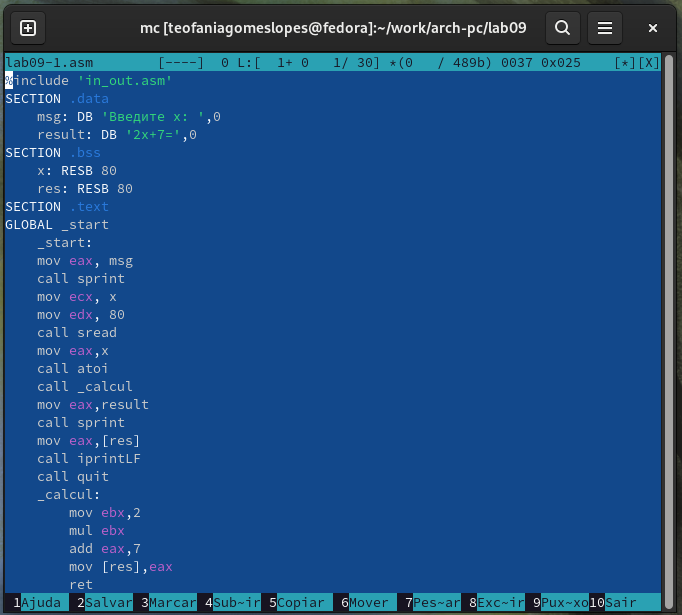 mc [teofaniagomeslopes@fedora]:~/work/arch-pc/lab09
lab09-1.asm        [----]  0 L:[  1+ 0   1/ 30] *(0   / 489b) 0037 0x025    [*][X]
%include 'in_out.asm'
SECTION .data
    msg: DB 'Введите x: ',0
    result: DB '2x+7=',0
SECTION .bss
    x: RESB 80
    res: RESB 80
SECTION .text
GLOBAL _start
    _start:
    mov eax, msg
    call sprint
    mov ecx, x
    mov edx, 80
    call sread
    mov eax,x
    call atoi
    call _calcul
    mov eax,result
    call sprint
    mov eax,[res]
    call iprintLF
    call quit
    _calcul:
        mov ebx,2
        mul ebx
        add eax,7
        mov [res],eax
        ret
1Ajuda  2Salvar 3Marcar 4Sub~ir 5Copiar  6Mover  7Pes~ar 8Exc~ir 9Pux~xo10Sair